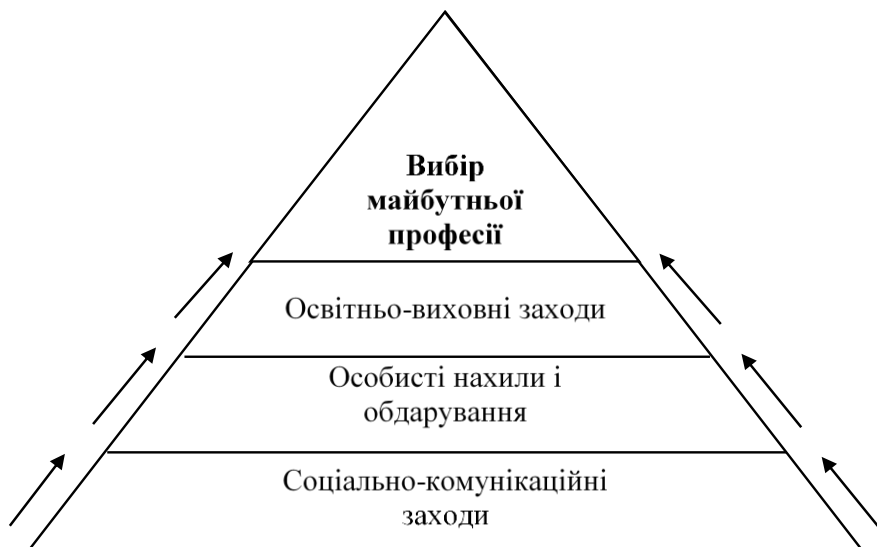 Вибір
майбутньої
професії
Освітньо-виховні заходи
Особисті нахили і
обдарування
Соціально-комунікаційні
заходи